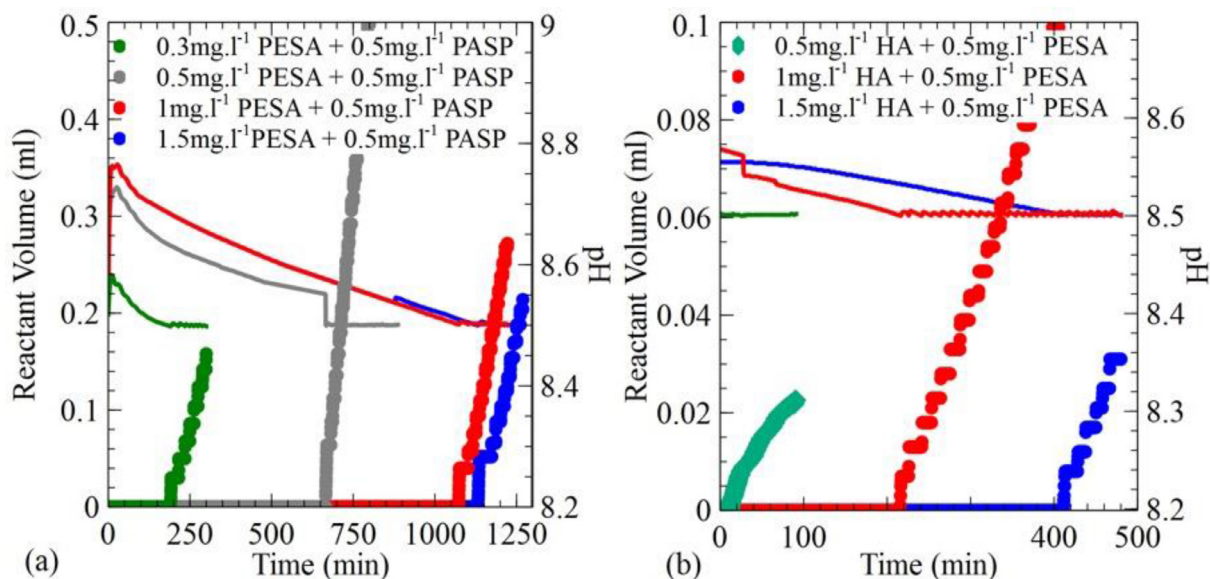 0.5
0.4
0.3
0.2
0.1
0
Reactant Volume (ml)
0.3mg.l⁻¹ PESA + 0.5mg.l⁻¹ PASP
0.5mg.l⁻¹ PESA + 0.5mg.l⁻¹ PASP
1mg.l⁻¹ PESA + 0.5mg.l⁻¹ PASP
1.5mg.l⁻¹PESA + 0.5mg.l⁻¹ PASP
9
8.8
8.6
8.4
8.2
pH
0 250 500 750 1000 1250
Time (min)
(a)
0.1
0.08
0.06
0.04
0.02
0
Reactant Volume (ml)
0.5mg.l⁻¹ HA + 0.5mg.l⁻¹ PESA
1mg.l⁻¹ HA + 0.5mg.l⁻¹ PESA
1.5mg.l⁻¹ HA + 0.5mg.l⁻¹ PESA
8.6
8.5
8.4
8.3
8.2
pH
0 100 400 500
Time (min)
(b)